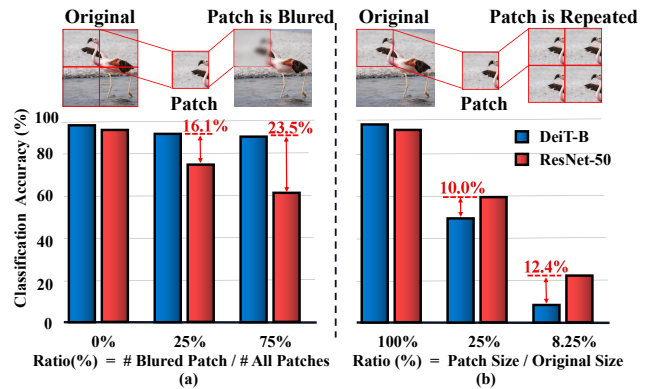 Original
Patch is Blured
Patch
Classification Accuracy (%)
100
80
60
40
20
0
16.1%
23.5%
0%
25%
75%
Ratio(%) = # Blured Patch / # All Patches
(a)
Original
Patch is Repeated
Patch
DeiT-B
ResNet-50
10.0%
12.4%
100%
25%
8.25%
Ratio (%) = Patch Size / Original Size
(b)